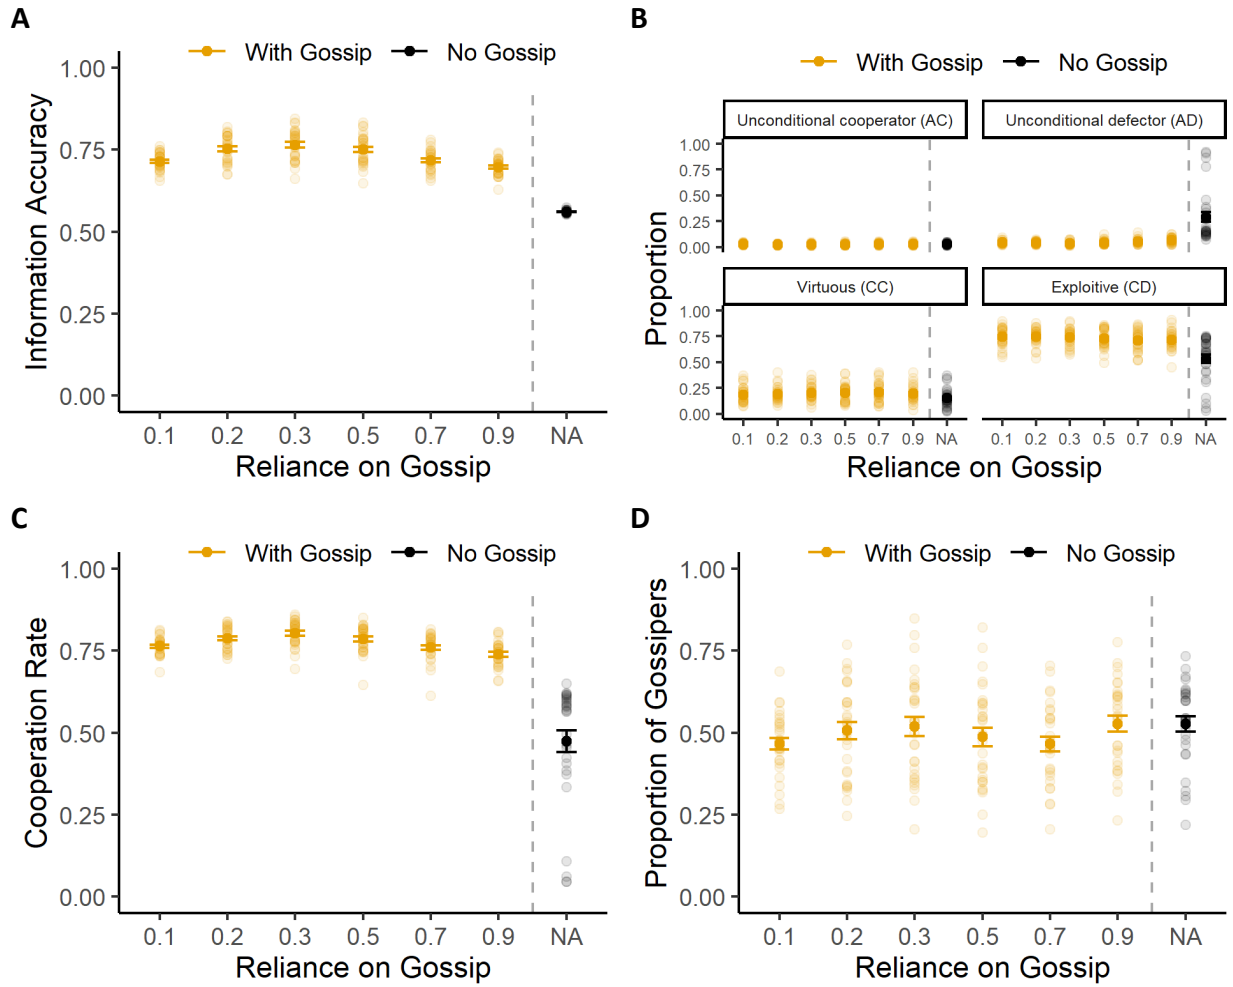 A
With Gossip No Gossip
1.00
0.75
0.50
0.25
0.00
Information Accuracy
0.1 0.2 0.3 0.5 0.7 0.9 NA
Reliance on Gossip
B
With Gossip No Gossip
Unconditional cooperator (AC) Unconditional defector (AD)
1.00
0.75
0.50
0.25
0.00
Proportion
Virtuous (CC) Exploitive (CD)
1.00
0.75
0.50
0.25
0.00
0.1 0.2 0.3 0.5 0.7 0.9 NA 0.1 0.2 0.3 0.5 0.7 0.9 NA
Reliance on Gossip
C
With Gossip No Gossip
1.00
0.75
0.50
0.25
0.00
Cooperation Rate
0.1 0.2 0.3 0.5 0.7 0.9 NA
Reliance on Gossip
D
With Gossip No Gossip
1.00
0.75
0.50
0.25
0.00
Proportion of Gossipers
0.1 0.2 0.3 0.5 0.7 0.9 NA
Reliance on Gossip